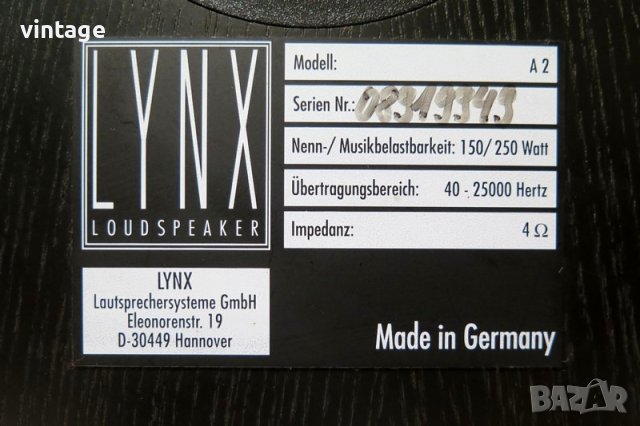 vintage
LYNX
LOUDSPEAKER
Modell: A 2
Serien Nr.: 02319343
Nenn-/ Musikbelastbarkeit: 150/250 Watt
Übertragungsbereich: 40 - 25000 Hertz
Impedanz: 4 Ω
LYNX
Lautsprechersysteme GmbH
Eleonorenstr. 19
D-30449 Hannover
Made in Germany
BAZAR